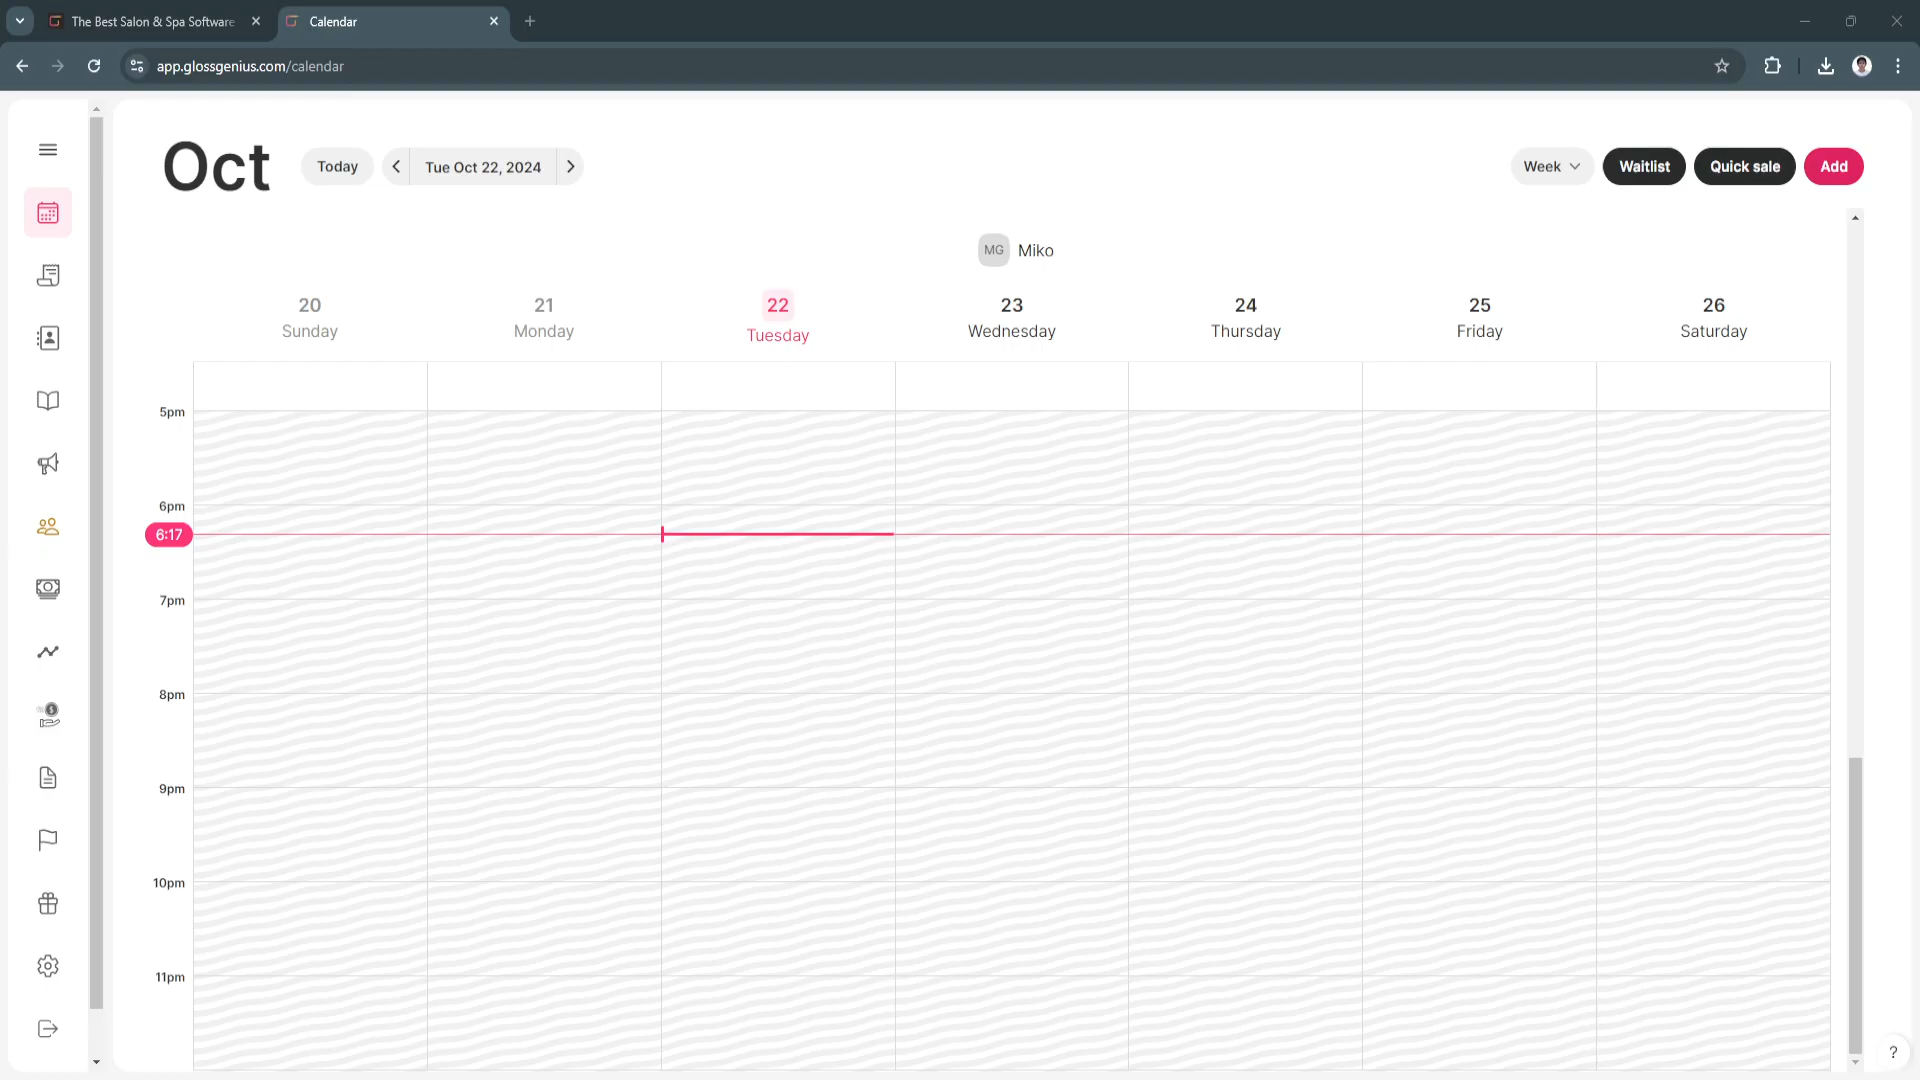 The Best Salon & Spa Software
Calendar
app.glossgenius.com/calendar
Oct
Today
Tue Oct 22, 2024
Week
Waitlist
Quick sale
Add
MG Miko
20 21 22 23 24 25 26
Sunday Monday Tuesday Wednesday Thursday Friday Saturday
5pm
6pm
6:17
7pm
8pm
9pm
10pm
11pm
$
?